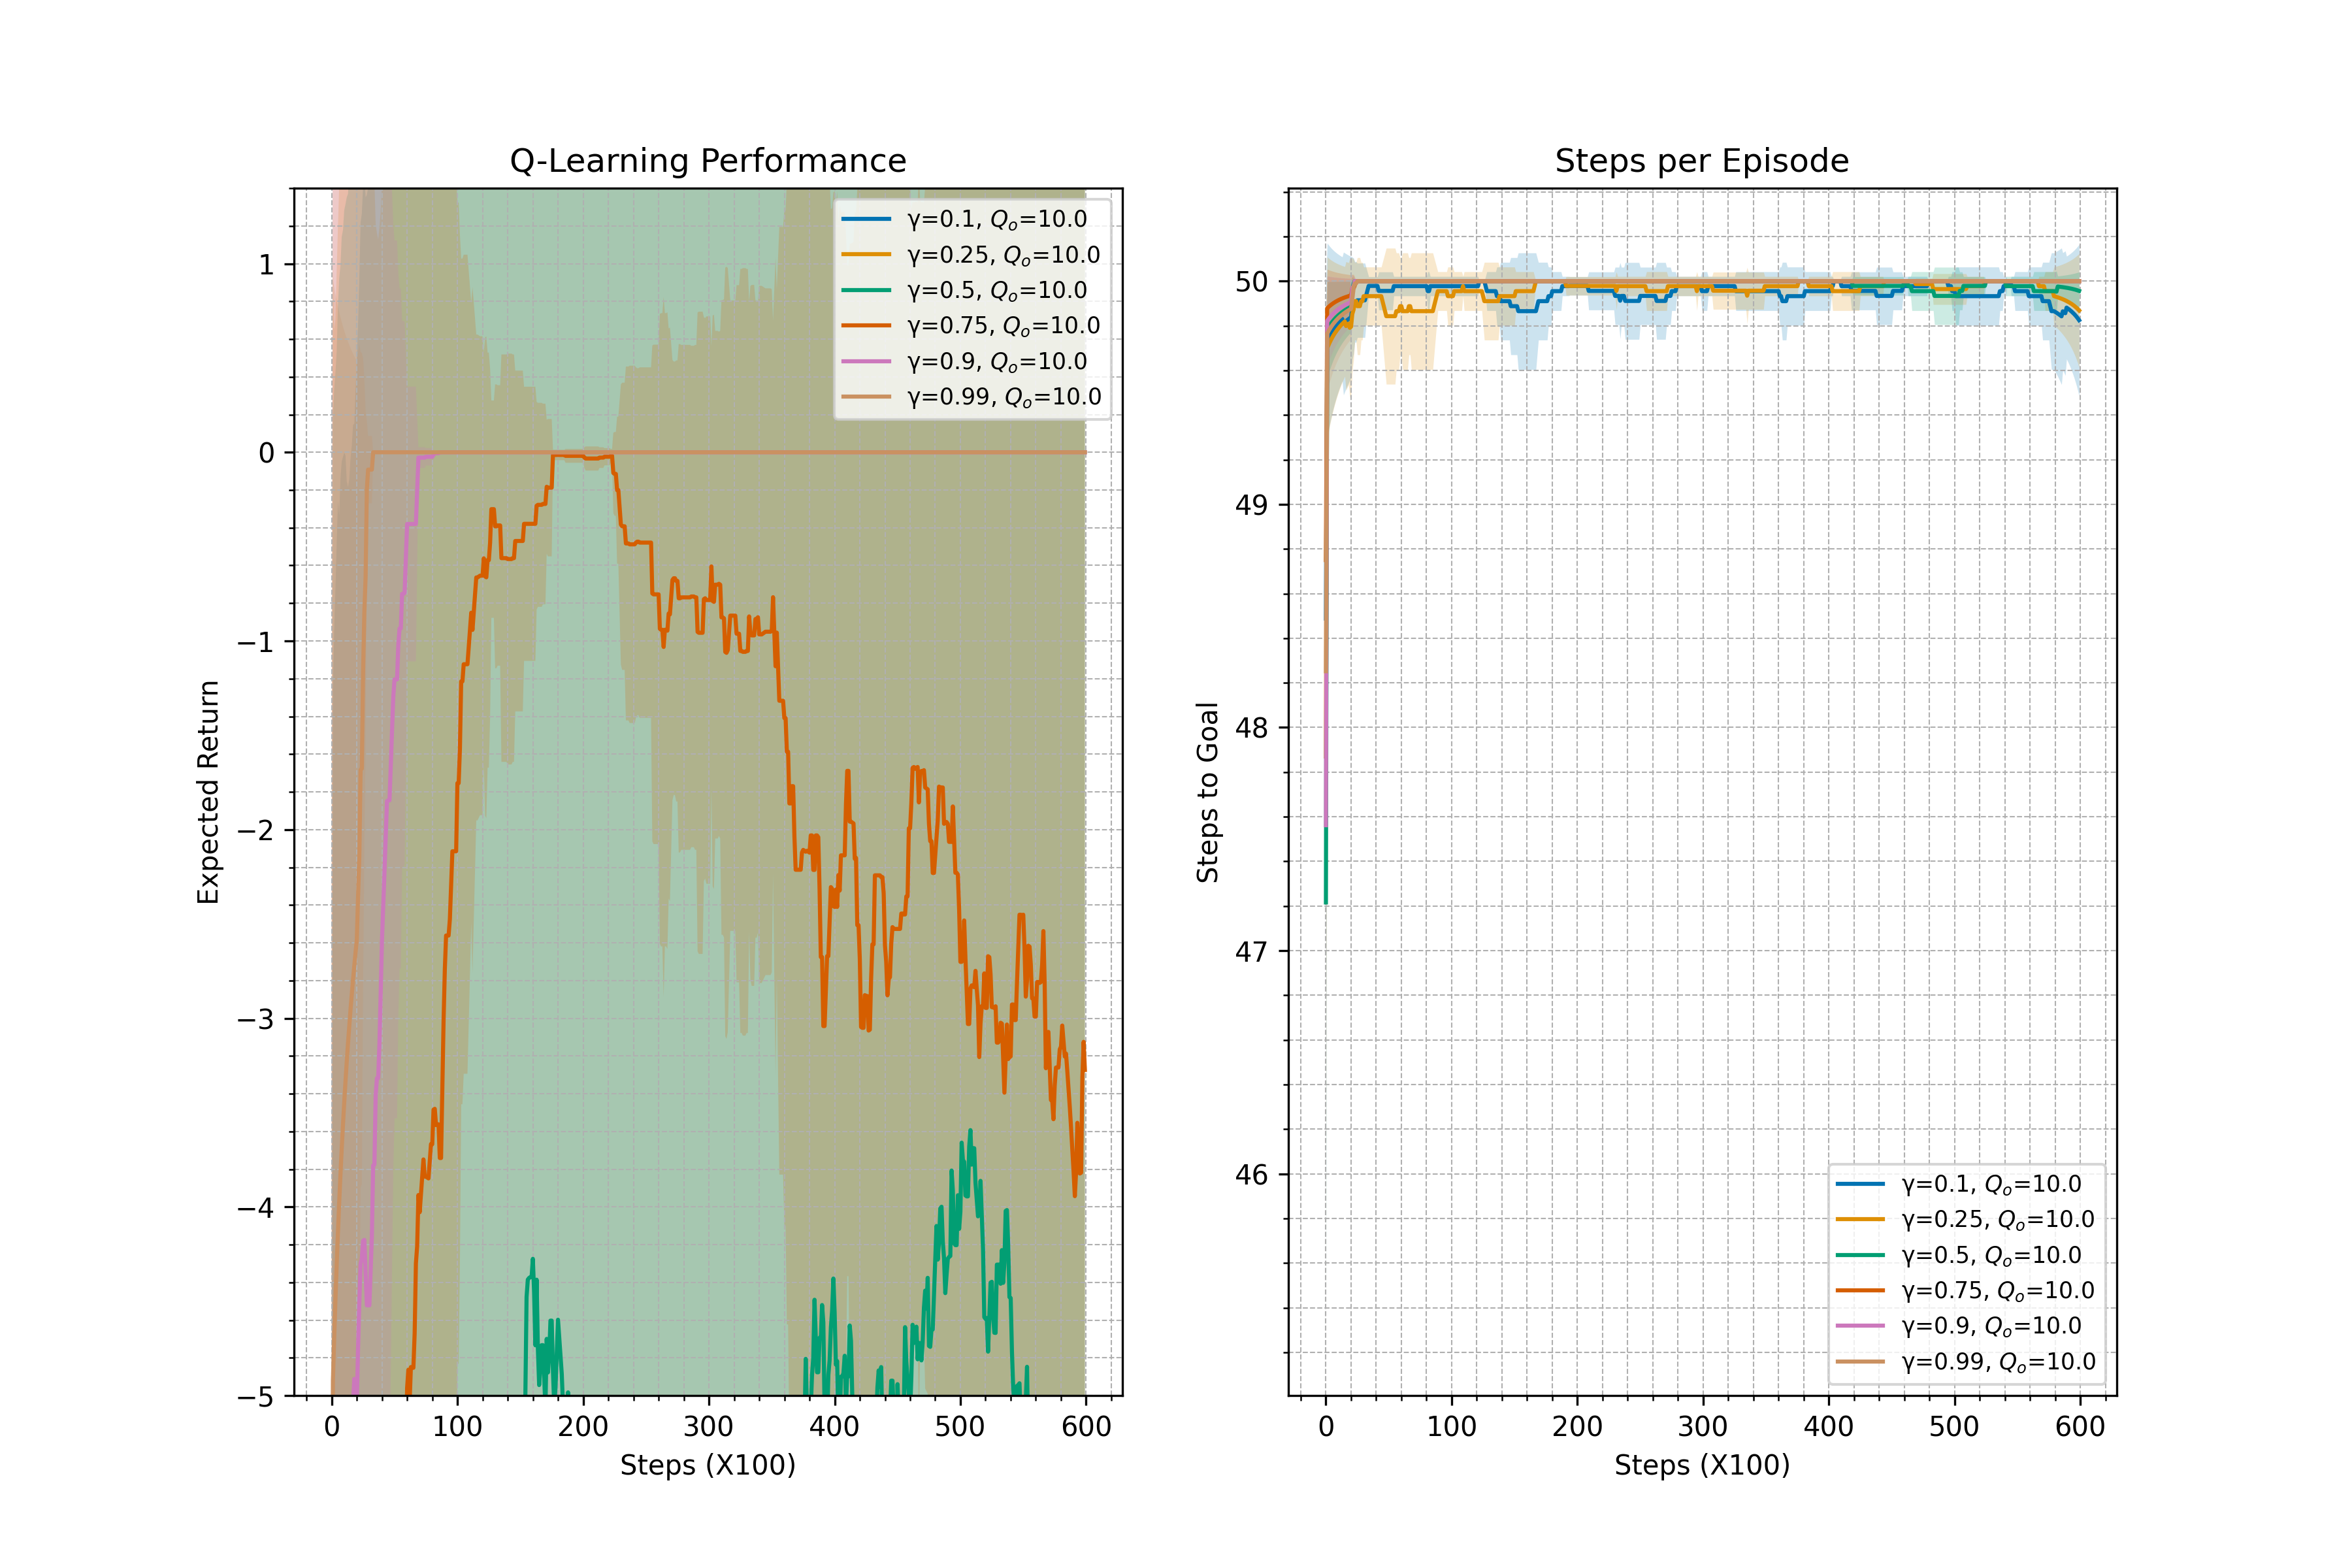 Q-Learning Performance
Expected Return
1
0
−1
−2
−3
−4
−5
0 100 200 300 400 500 600
Steps (X100)
γ=0.1, Qₒ=10.0
γ=0.25, Qₒ=10.0
γ=0.5, Qₒ=10.0
γ=0.75, Qₒ=10.0
γ=0.9, Qₒ=10.0
γ=0.99, Qₒ=10.0
Steps per Episode
Steps to Goal
50
49
48
47
46
0 100 200 300 400 500 600
Steps (X100)
γ=0.1, Qₒ=10.0
γ=0.25, Qₒ=10.0
γ=0.5, Qₒ=10.0
γ=0.75, Qₒ=10.0
γ=0.9, Qₒ=10.0
γ=0.99, Qₒ=10.0